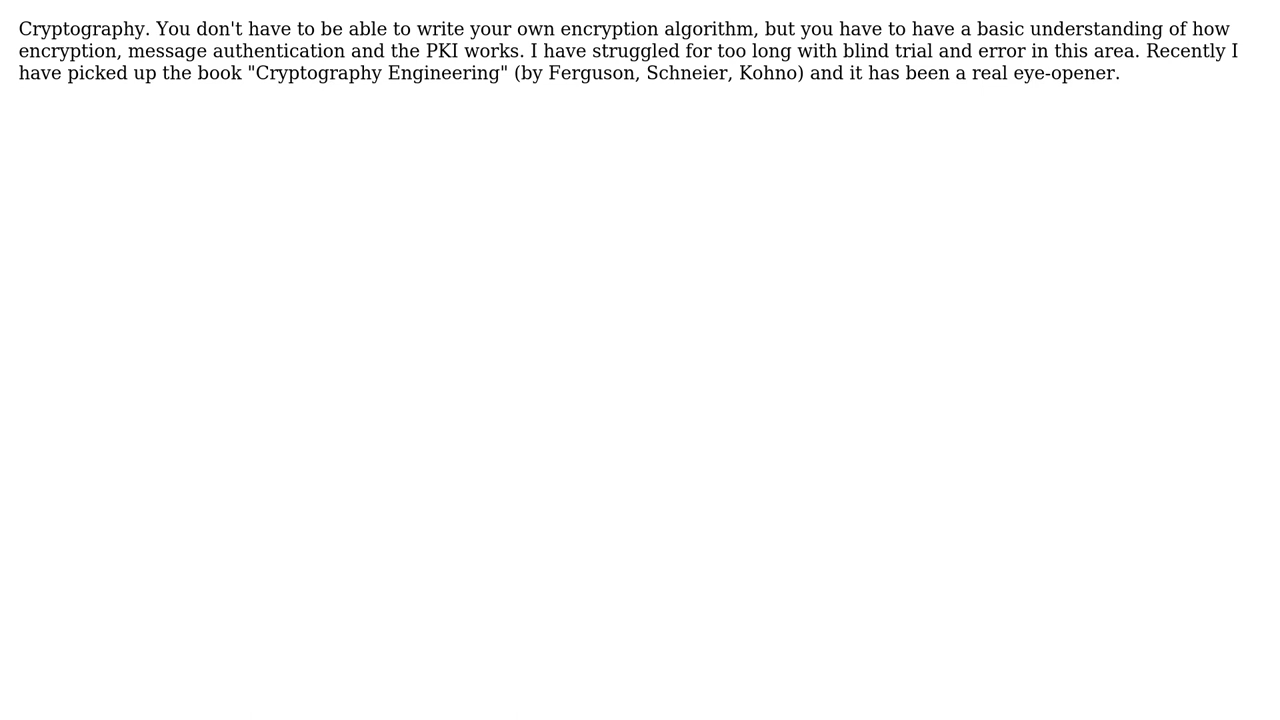 Cryptography. You don't have to be able to write your own encryption algorithm, but you have to have a basic understanding of how
encryption, message authentication and the PKI works. I have struggled for too long with blind trial and error in this area. Recently I
have picked up the book "Cryptography Engineering" (by Ferguson, Schneier, Kohno) and it has been a real eye-opener.